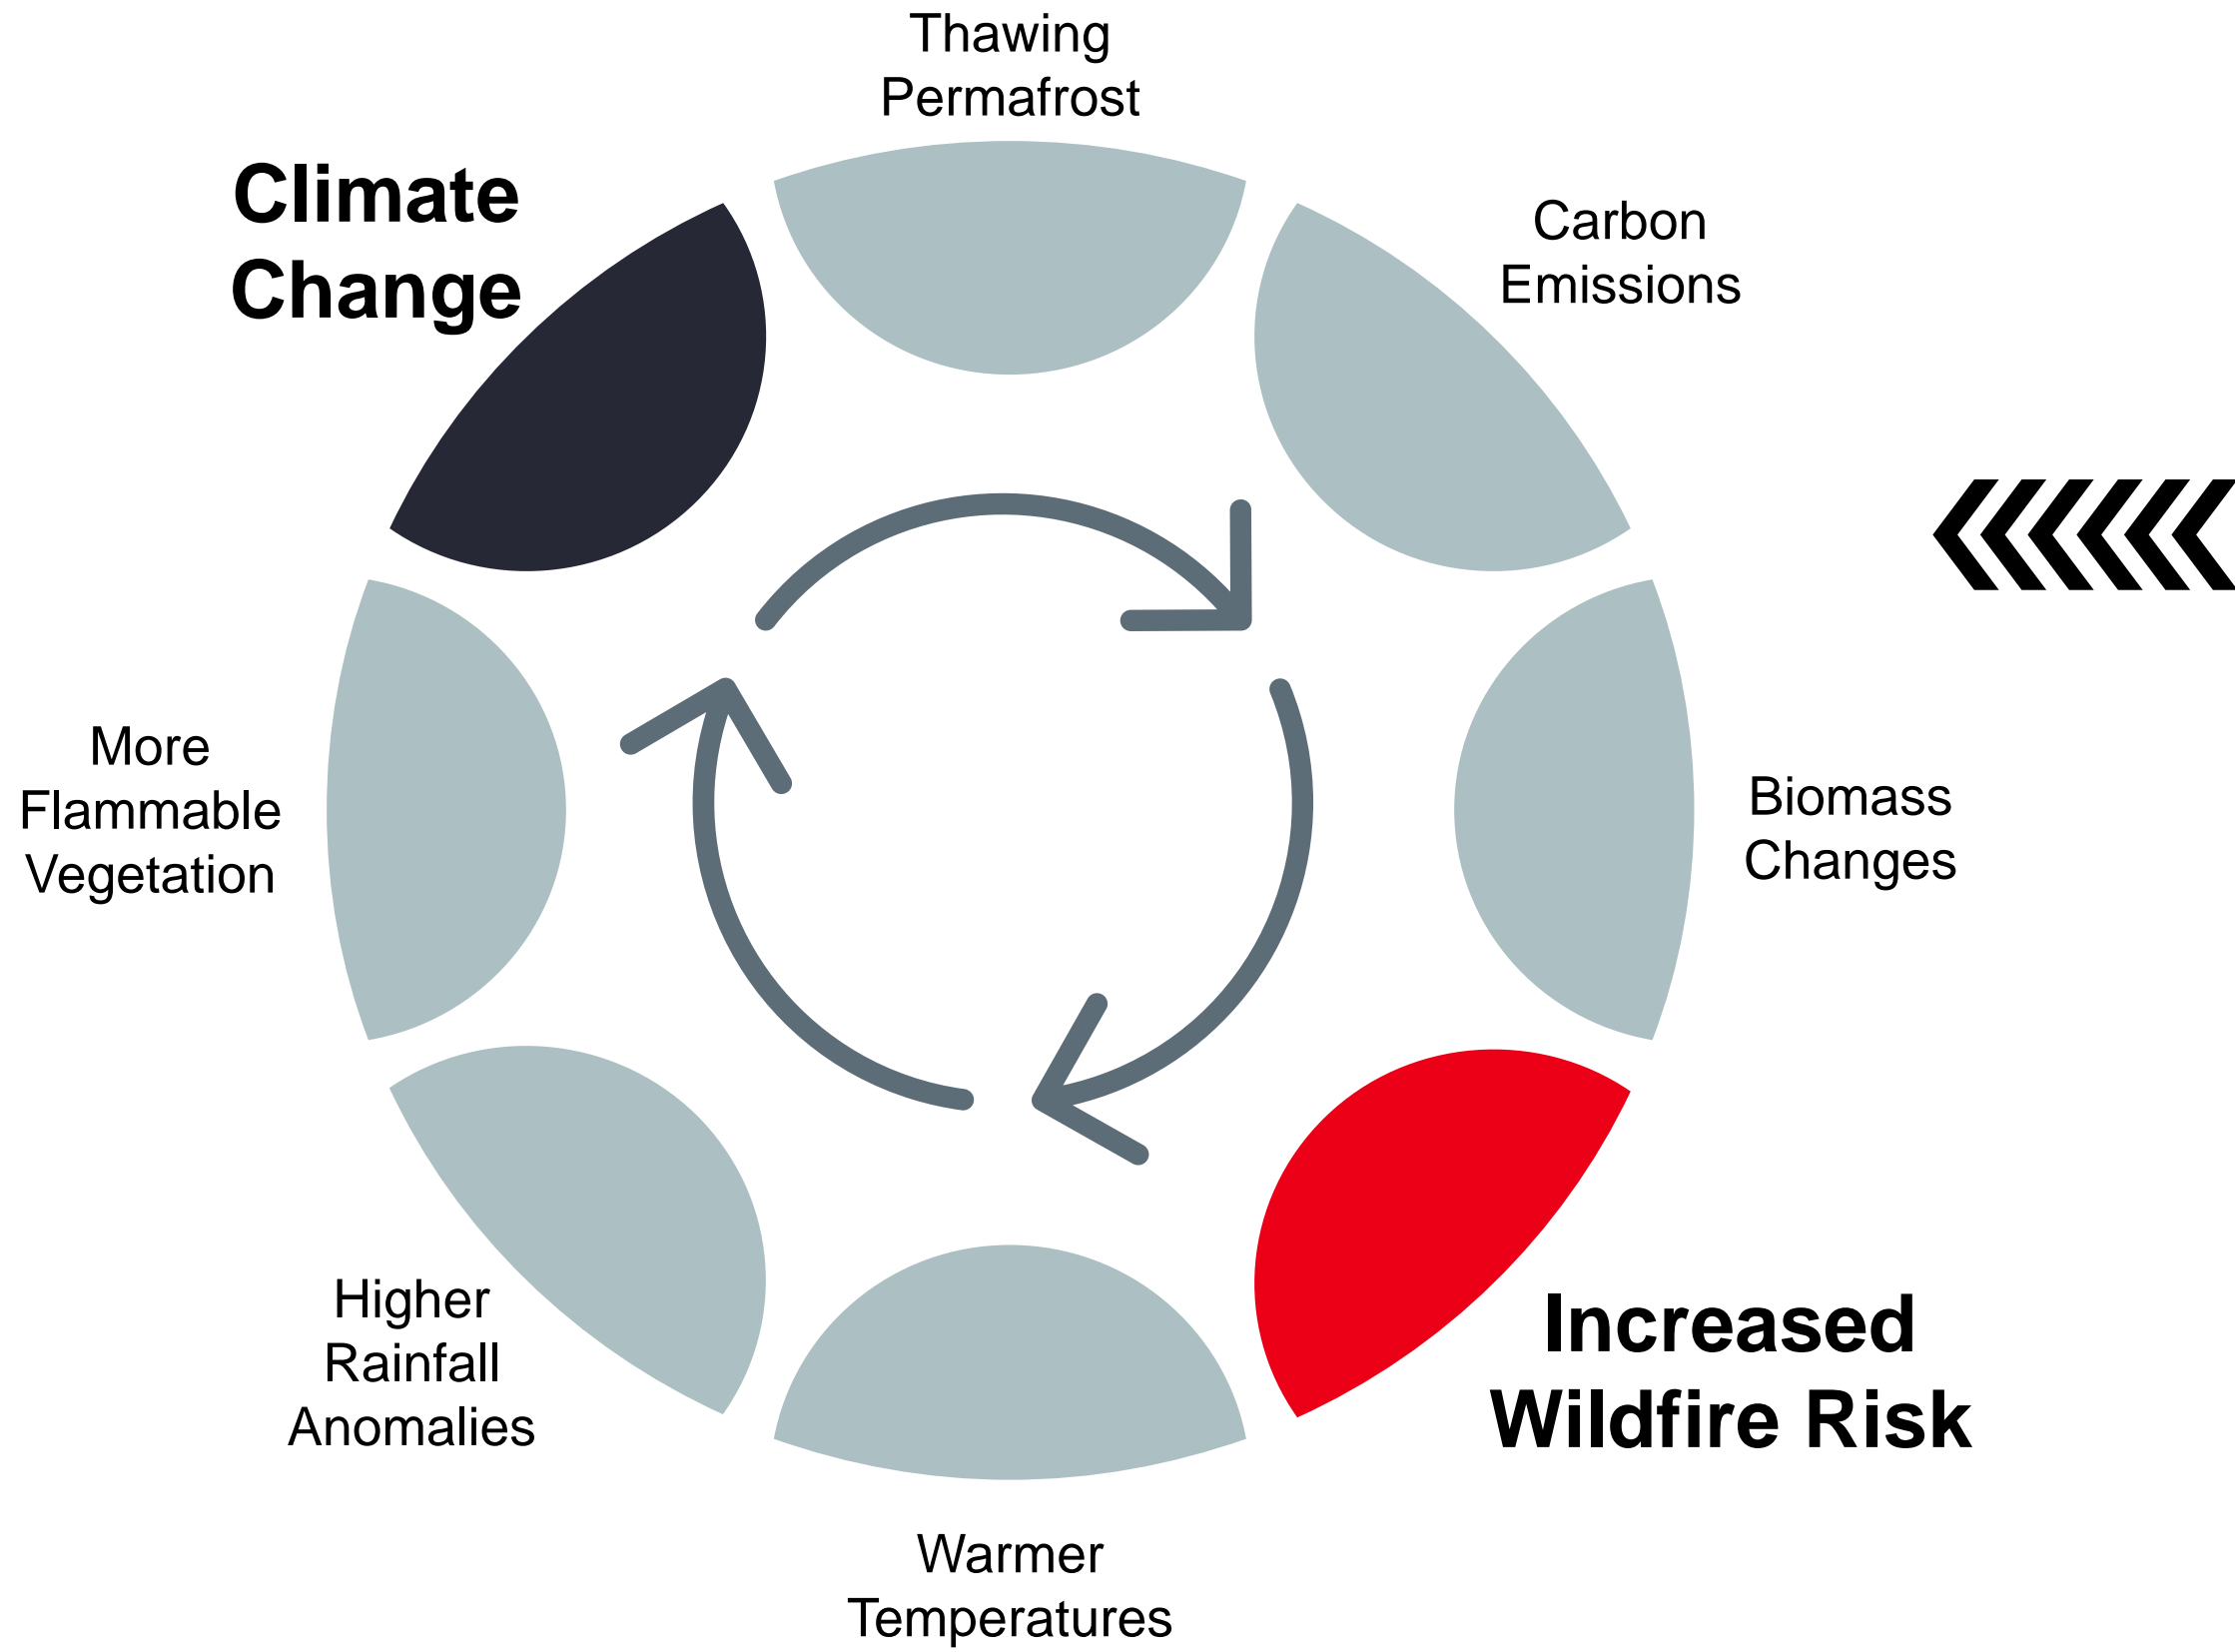 Thawing
Permafrost
Climate
Change
Carbon
Emissions
More
Flammable
Vegetation
Biomass
Changes
Higher
Rainfall
Anomalies
Increased
Wildfire Risk
Warmer
Temperatures